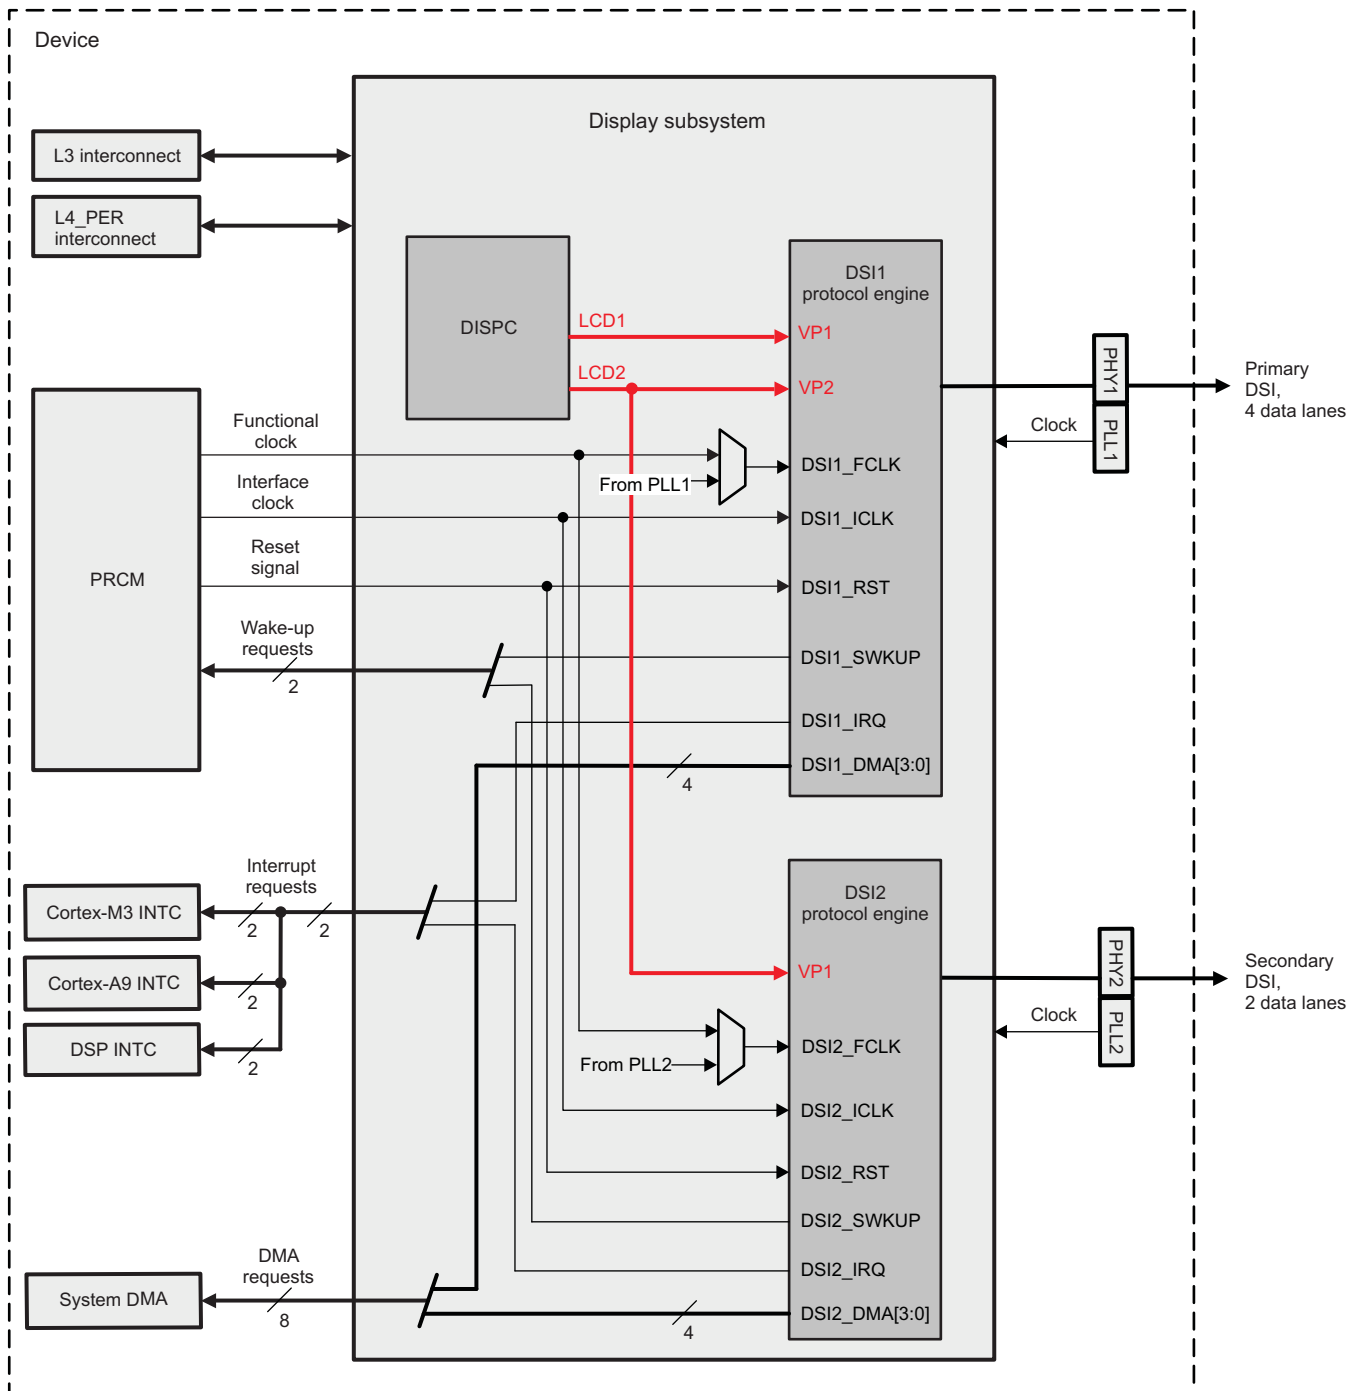 Device
Display subsystem
L3 interconnect
L4_PER
interconnect
DISPC
LCD1
LCD2
DSI1
protocol engine
VP1
VP2
DSI1_FCLK
DSI1_ICLK
DSI1_RST
DSI1_SWKUP
DSI1_IRQ
DSI1_DMA[3:0]
From PLL1
PHY1
PLL1
Clock
Primary
DSI,
4 data lanes
PRCM
Functional
clock
Interface
clock
Reset
signal
Wake-up
requests
2
4
Interrupt
requests
Cortex-M3 INTC
2
2
Cortex-A9 INTC
2
DSP INTC
2
DSI2
protocol engine
VP1
DSI2_FCLK
DSI2_ICLK
DSI2_RST
DSI2_SWKUP
DSI2_IRQ
DSI2_DMA[3:0]
From PLL2
PHY2
PLL2
Clock
Secondary
DSI,
2 data lanes
System DMA
DMA
requests
8
4